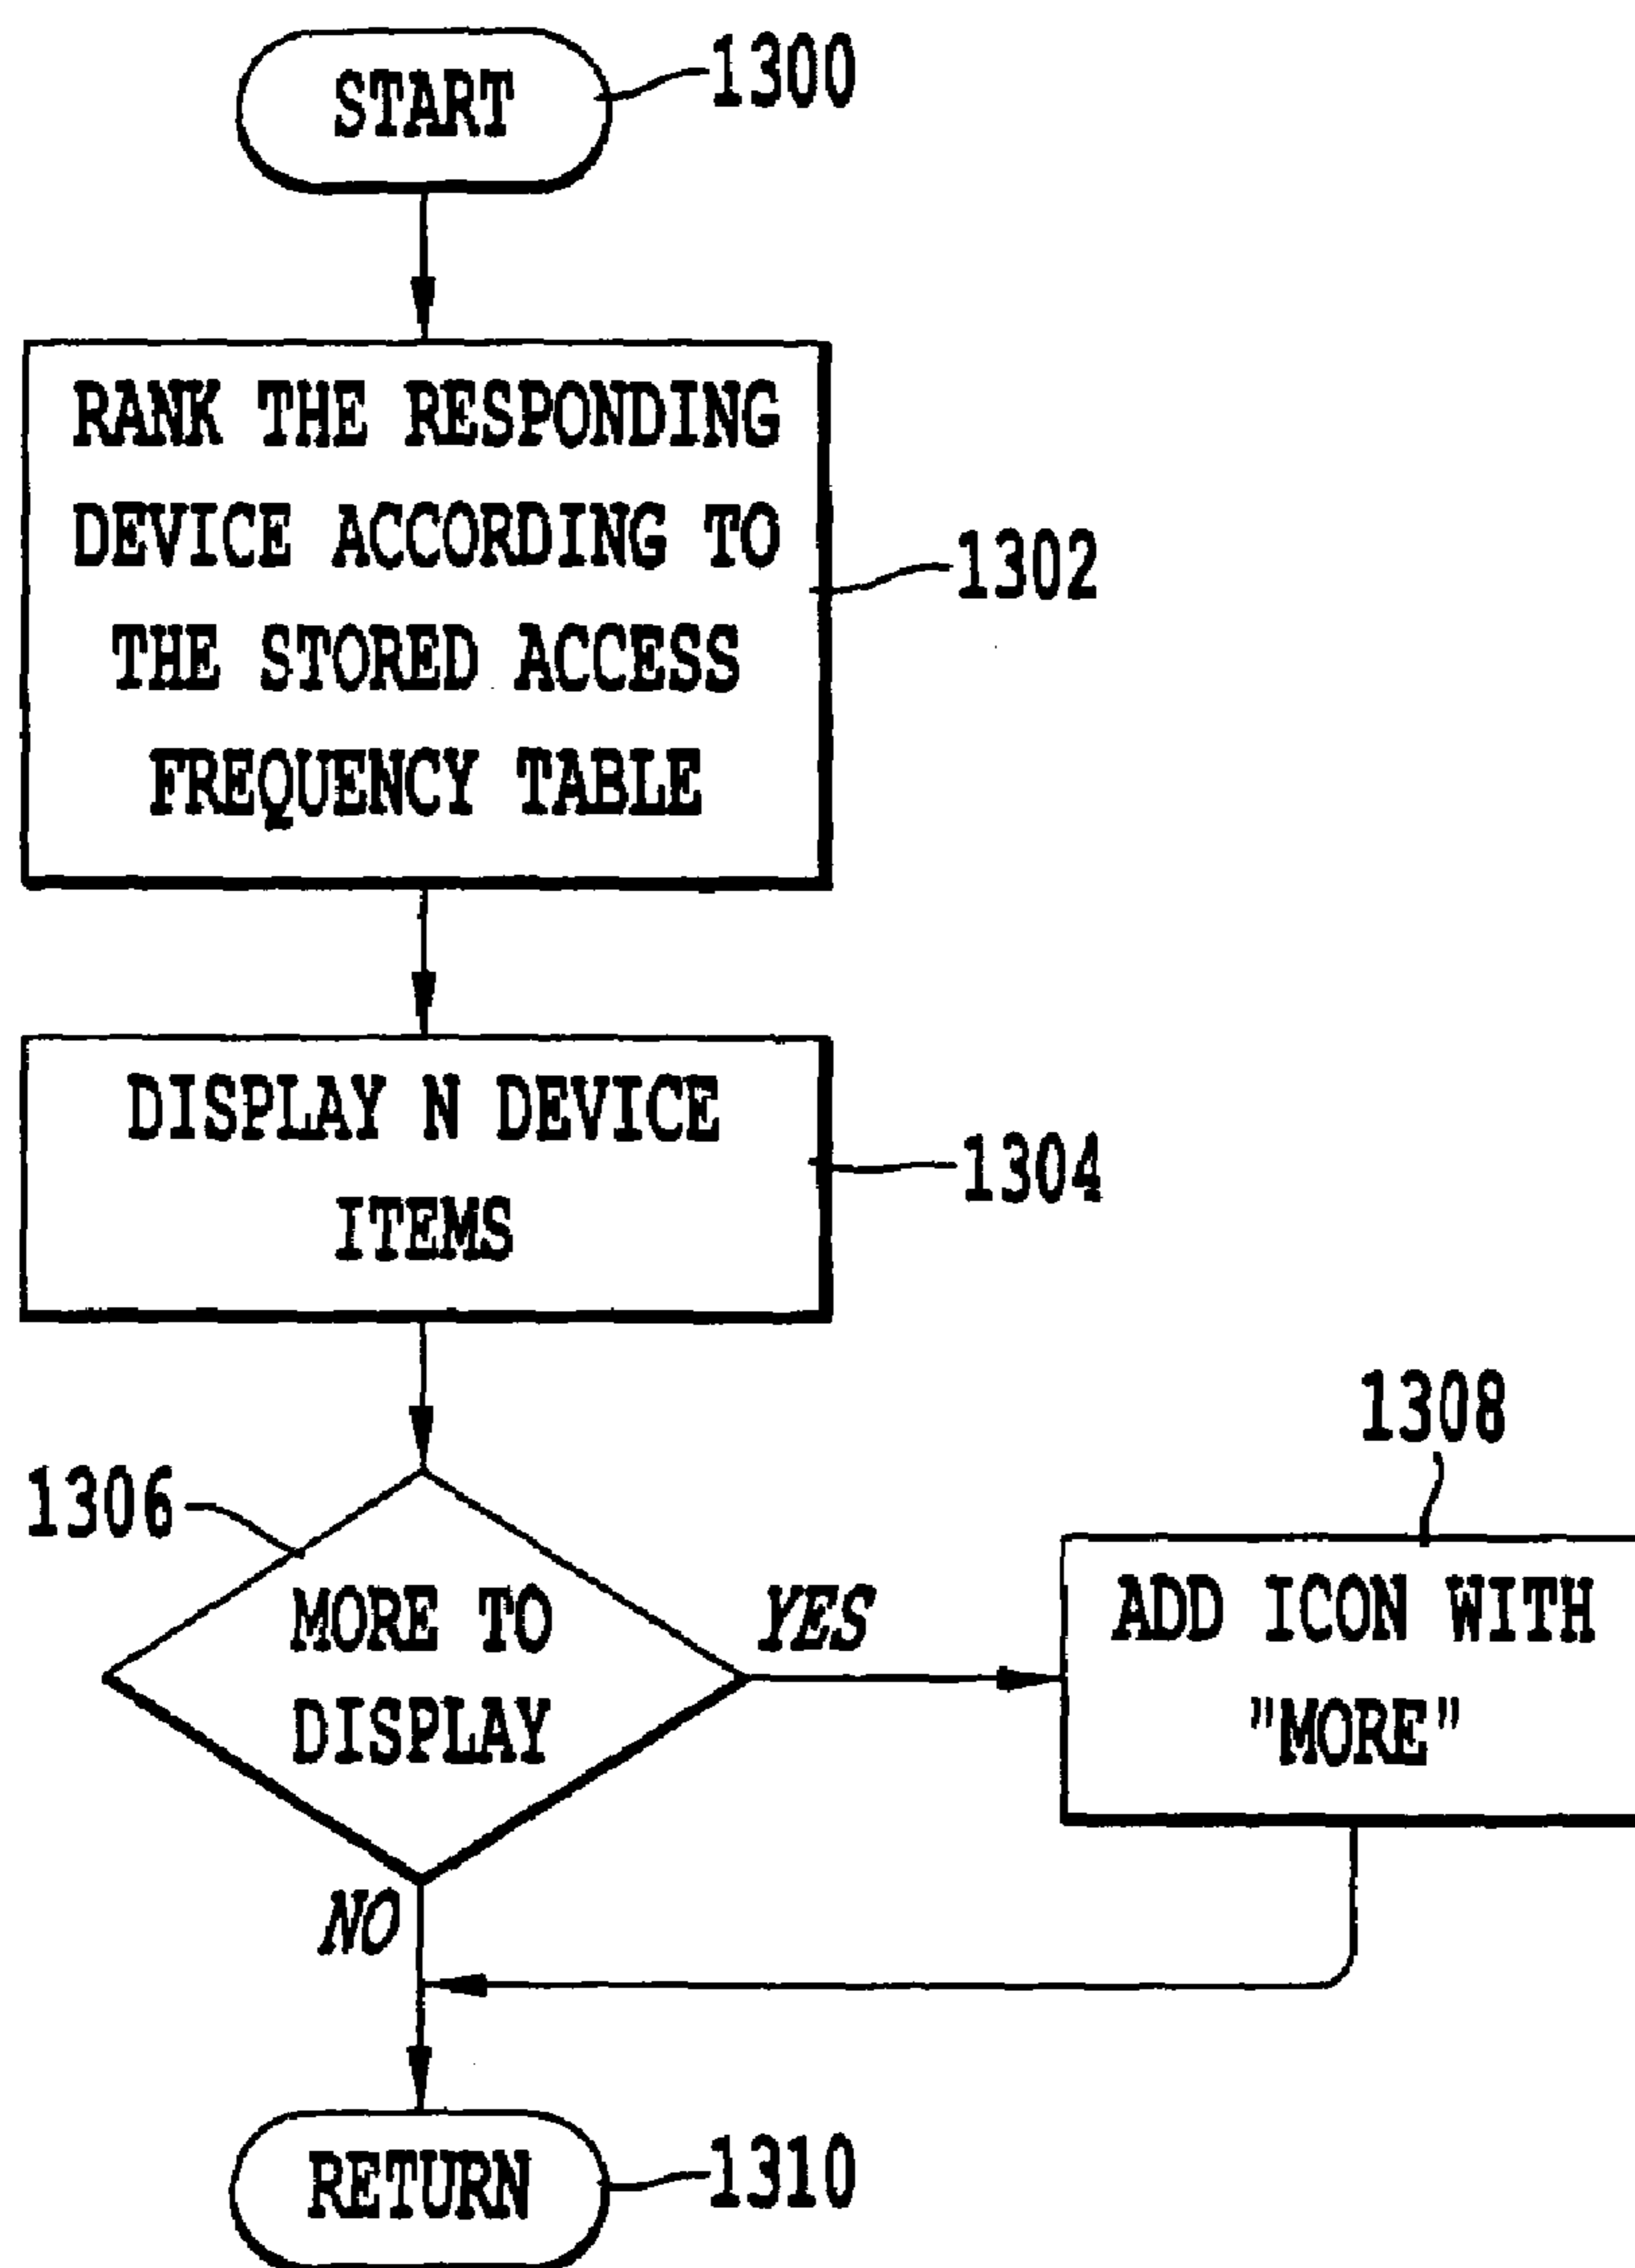 START
1300
RANK THE RESPONDING
DEVICE ACCORDING TO
THE STORED ACCESS
FREQUENCY TABLE
1302
DISPLAY N DEVICE
ITEMS
1304
1306
MORE TO
DISPLAY
YES
1308
ADD ICON WITH
"MORE"
NO
RETURN
1310